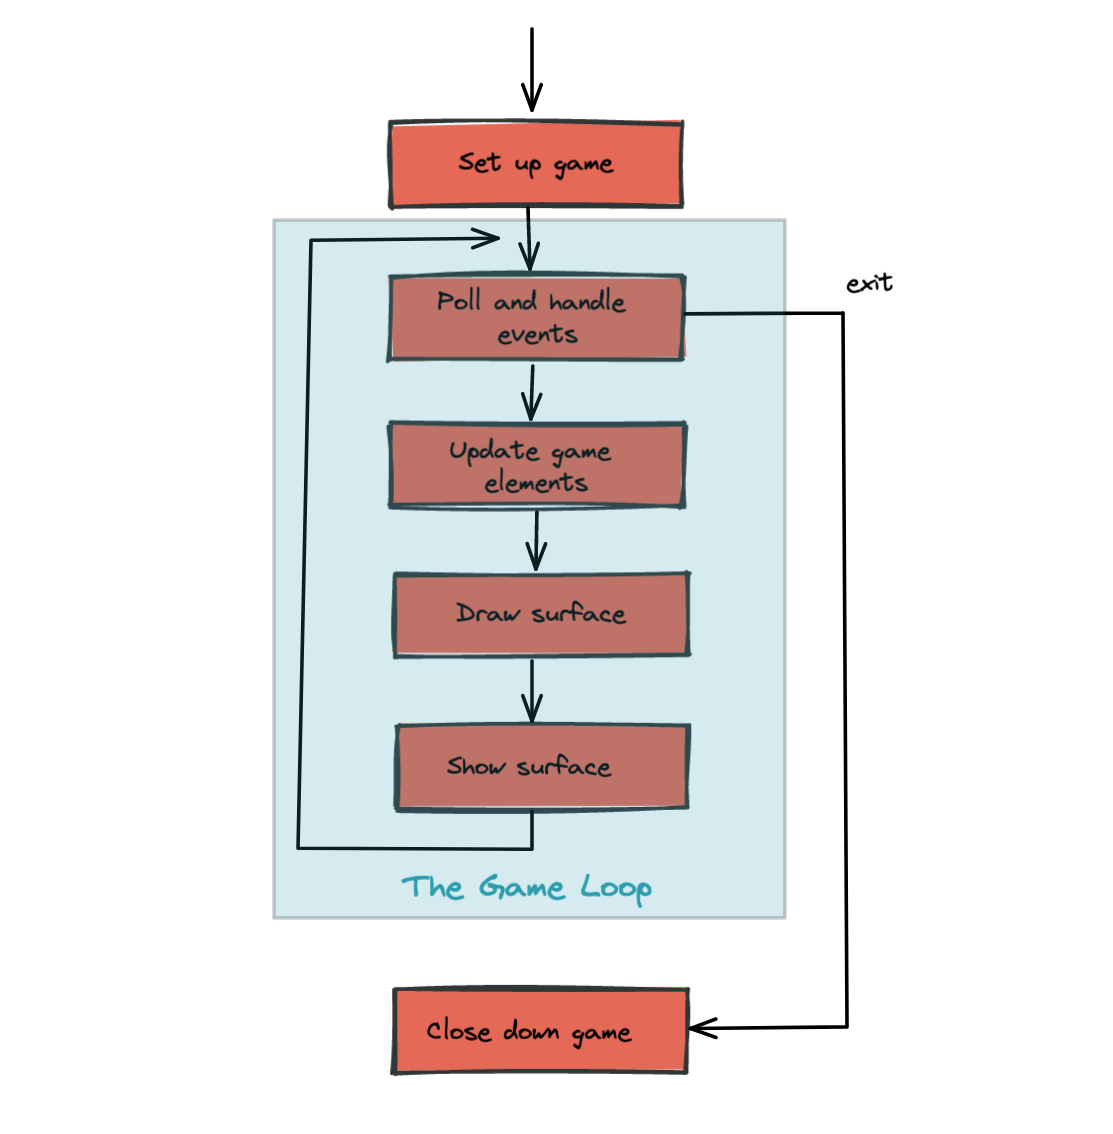 Set up game
exit
Poll and handle
events
Update game
elements
Draw surface
Show surface
The Game Loop
Close down game